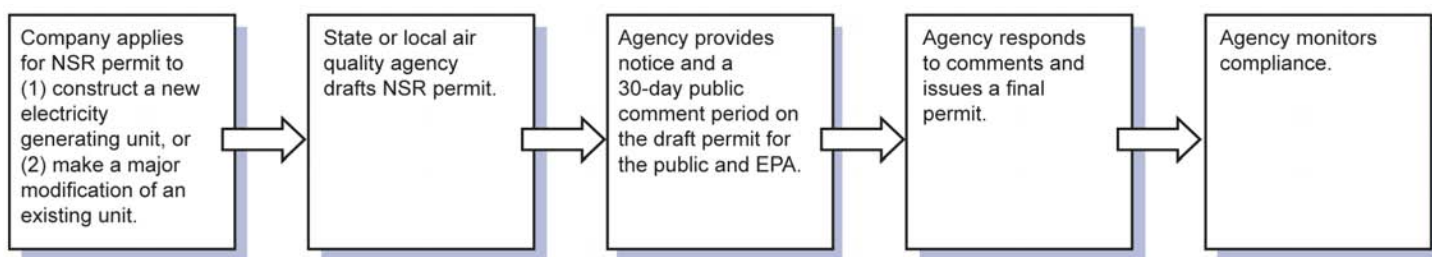 Company applies
for NSR permit to
(1) construct a new
electricity
generating unit, or
(2) make a major
modification of an
existing unit.
State or local air
quality agency
drafts NSR permit.
Agency provides
notice and a
30-day public
comment period on
the draft permit for
the public and EPA.
Agency responds
to comments and
issues a final
permit.
Agency monitors
compliance.